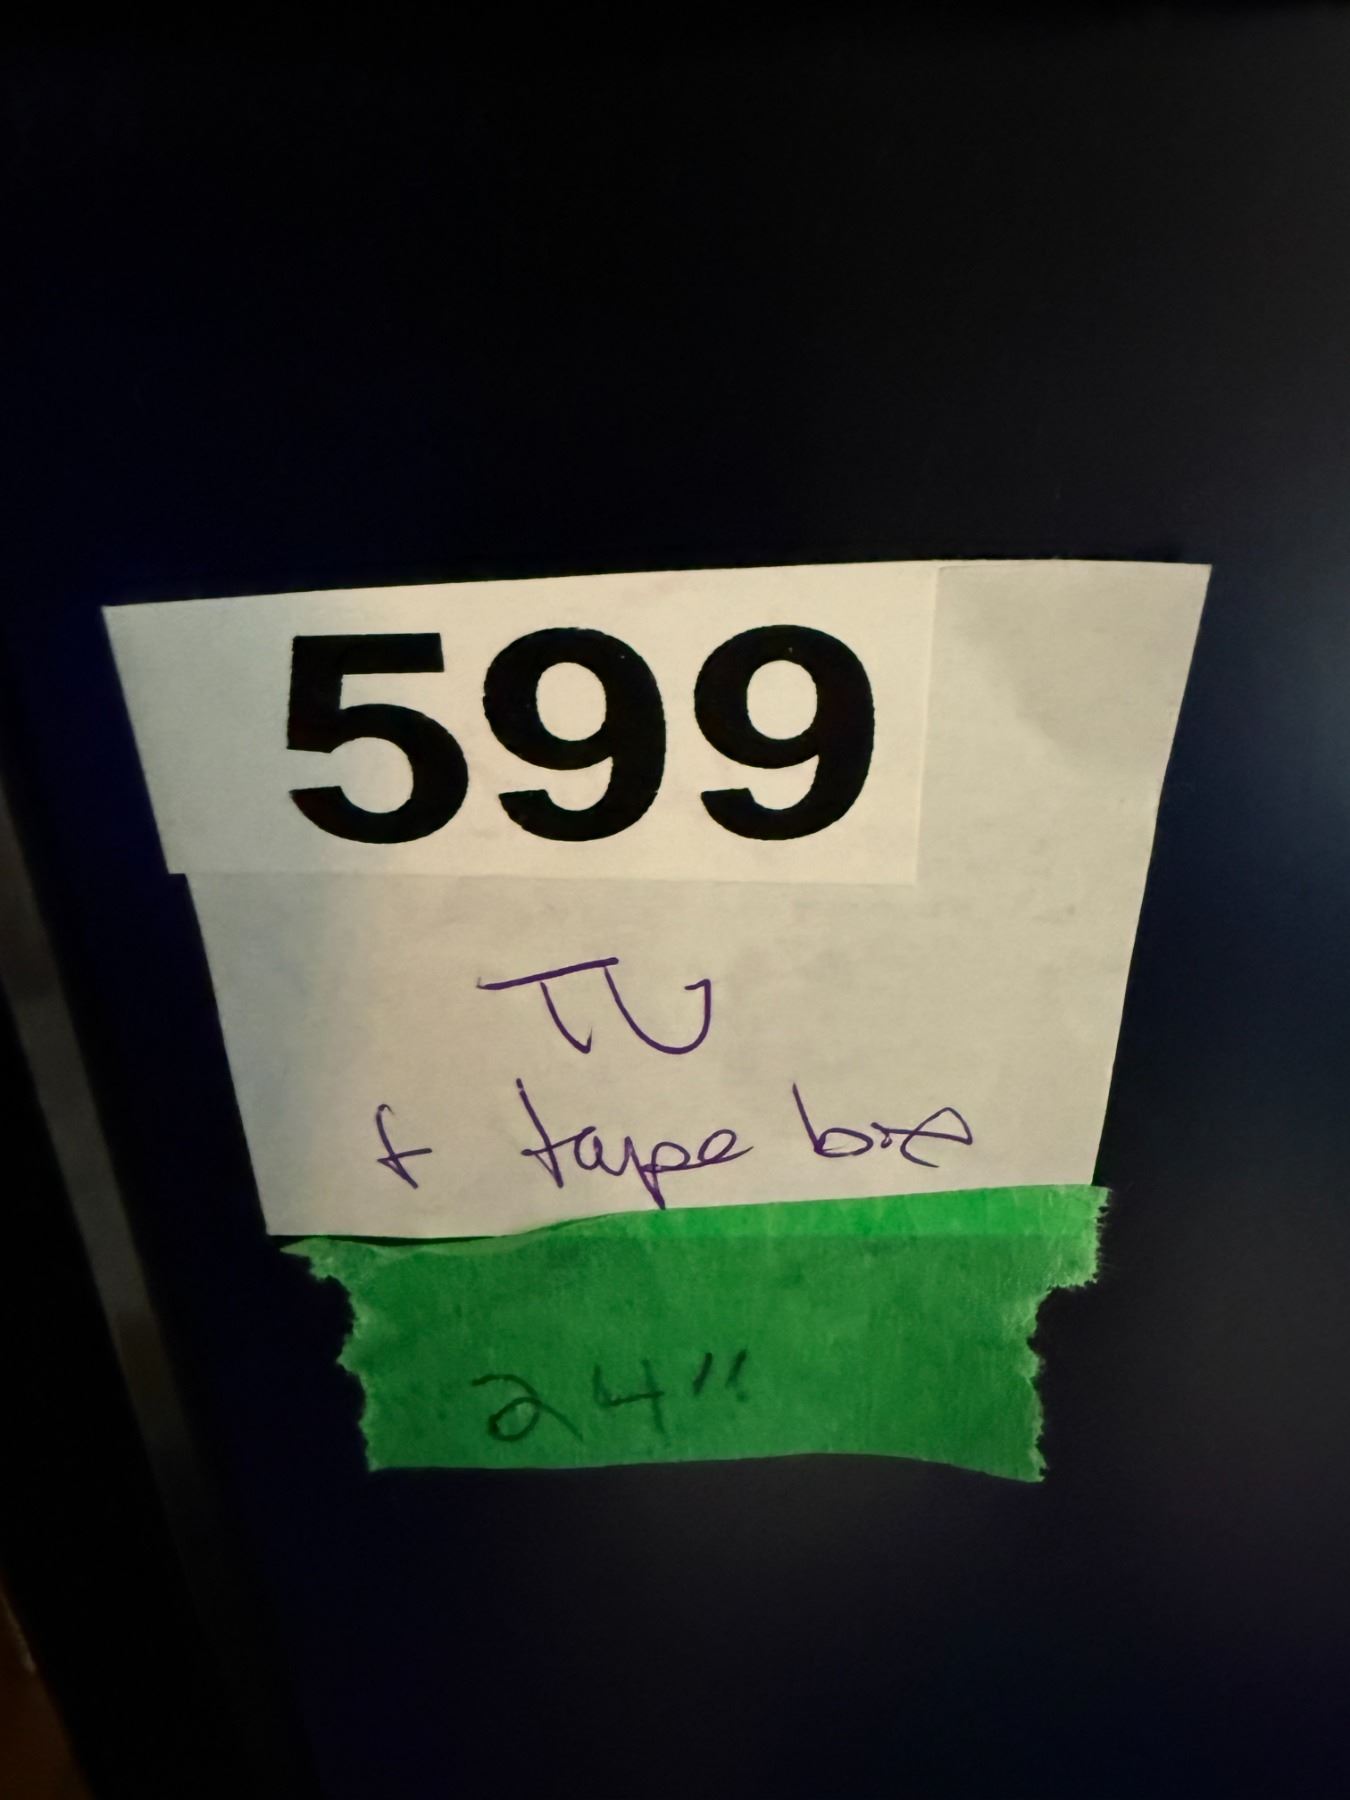 599
TV
+ tape box
24"